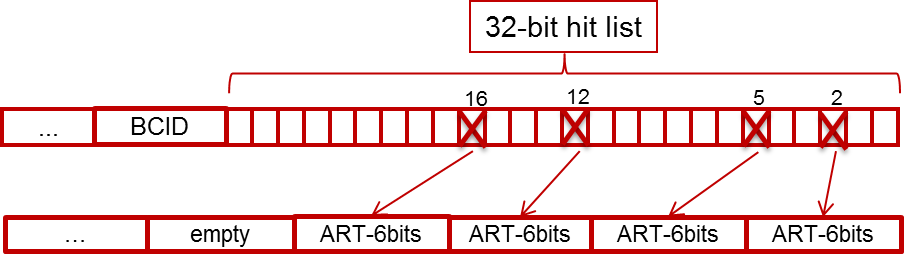 32-bit hit list
16 12 5 2
... BCID
... empty ART-6bits ART-6bits ART-6bits ART-6bits